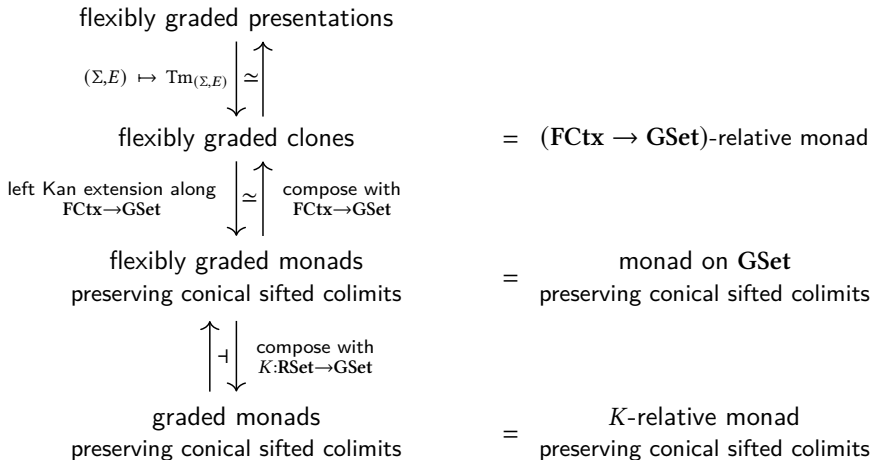 flexibly graded presentations
(Σ,E) ↦ Tm(Σ,E) ≃
flexibly graded clones = (FCtx → GSet)-relative monad
left Kan extension along FCtx→GSet ≃ compose with FCtx→GSet
flexibly graded monads preserving conical sifted colimits = monad on GSet preserving conical sifted colimits
⊣ compose with K:RSet→GSet
graded monads preserving conical sifted colimits = K-relative monad preserving conical sifted colimits